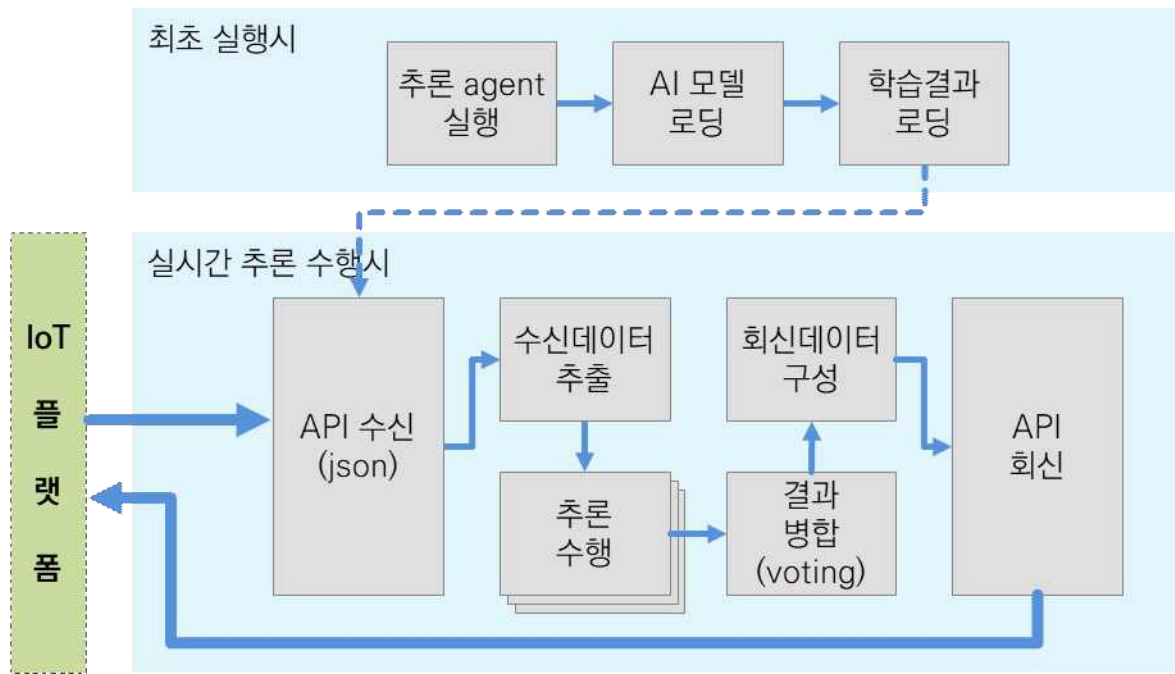 최초 실행시
추론 agent
실행
AI 모델
로딩
학습결과
로딩
IoT
플
랫
폼
실시간 추론 수행시
API 수신
(json)
수신데이터
추출
추론
수행
회신데이터
구성
결과
병합
(voting)
API
회신